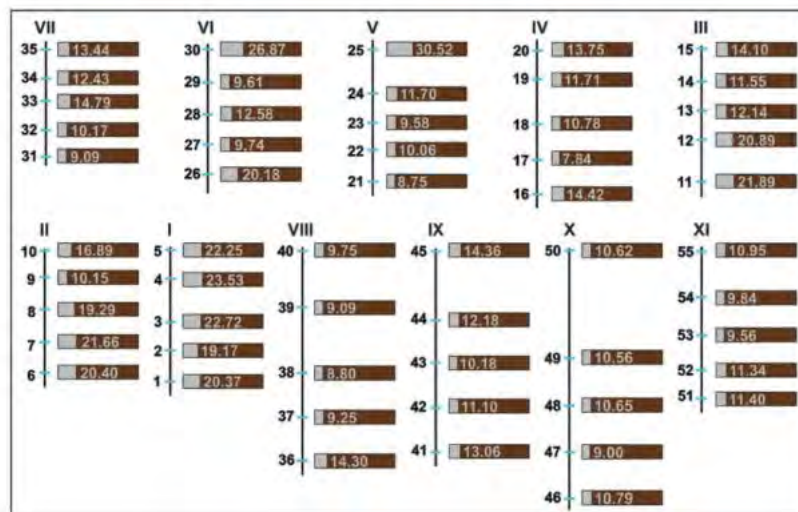 VII VI V IV III
35 13.44 30 26.87 25 30.52 20 13.75 15 14.10
34 12.43 29 9.61 24 11.70 19 11.71 14 11.55
33 14.79 28 12.58 23 9.58 18 10.78 13 12.14
32 10.17 27 9.74 22 10.06 17 7.84 12 20.89
31 9.09 26 20.18 21 8.75 16 14.42 11 21.89
II I VIII IX X XI
10 16.89 5 22.25 40 9.75 45 14.36 50 10.62 55 10.95
9 10.15 4 23.53 39 9.09 44 12.18 49 10.56 54 9.84
8 19.29 3 22.72 38 8.80 43 10.18 48 10.65 53 9.56
7 21.66 2 19.17 37 9.25 42 11.10 47 9.00 52 11.34
6 20.40 1 20.37 36 14.30 41 13.06 46 10.79 51 11.40